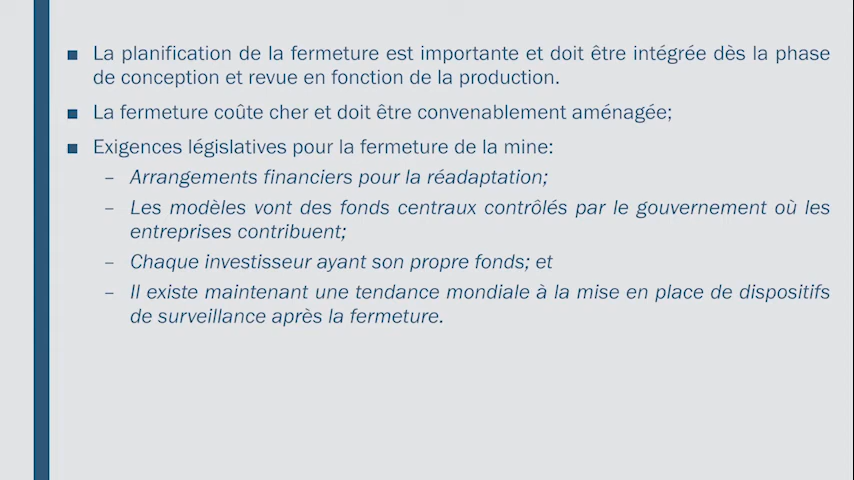 ■ La planification de la fermeture est importante et doit être intégrée dès la phase
de conception et revue en fonction de la production.
■ La fermeture coûte cher et doit être convenablement aménagée;
■ Exigences législatives pour la fermeture de la mine:
– Arrangements financiers pour la réadaptation;
– Les modèles vont des fonds centraux contrôlés par le gouvernement où les
entreprises contribuent;
– Chaque investisseur ayant son propre fonds; et
– Il existe maintenant une tendance mondiale à la mise en place de dispositifs
de surveillance après la fermeture.